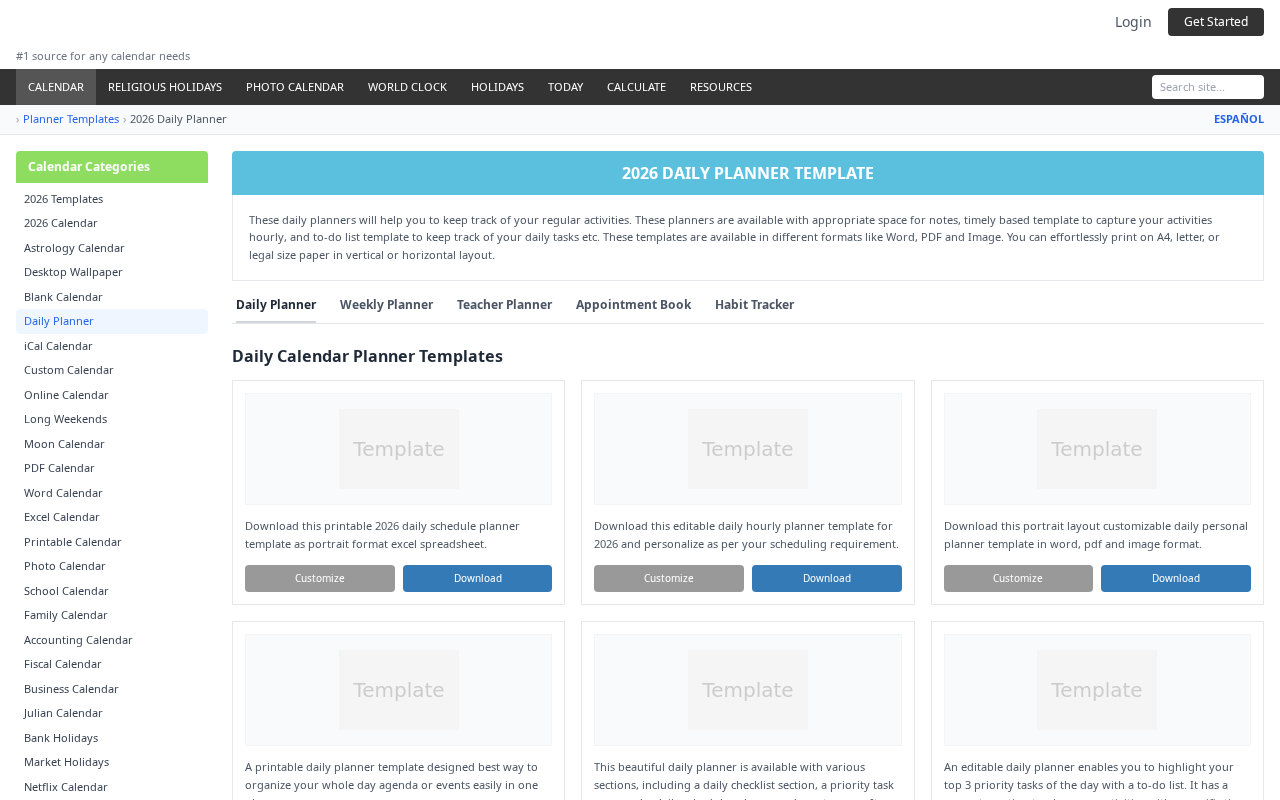 Login
Get Started
#1 source for any calendar needs
CALENDAR
RELIGIOUS HOLIDAYS
PHOTO CALENDAR
WORLD CLOCK
HOLIDAYS
TODAY
CALCULATE
RESOURCES
Search site...
› Planner Templates › 2026 Daily Planner
ESPAÑOL
Calendar Categories
2026 Templates
2026 Calendar
Astrology Calendar
Desktop Wallpaper
Blank Calendar
Daily Planner
iCal Calendar
Custom Calendar
Online Calendar
Long Weekends
Moon Calendar
PDF Calendar
Word Calendar
Excel Calendar
Printable Calendar
Photo Calendar
School Calendar
Family Calendar
Accounting Calendar
Fiscal Calendar
Business Calendar
Julian Calendar
Bank Holidays
Market Holidays
Netflix Calendar
2026 DAILY PLANNER TEMPLATE
These daily planners will help you to keep track of your regular activities. These planners are available with appropriate space for notes, timely based template to capture your activities
hourly, and to-do list template to keep track of your daily tasks etc. These templates are available in different formats like Word, PDF and Image. You can effortlessly print on A4, letter, or
legal size paper in vertical or horizontal layout.
Daily Planner
Weekly Planner
Teacher Planner
Appointment Book
Habit Tracker
Daily Calendar Planner Templates
Template
Download this printable 2026 daily schedule planner
template as portrait format excel spreadsheet.
Customize
Download
Template
Download this editable daily hourly planner template for
2026 and personalize as per your scheduling requirement.
Customize
Download
Template
Download this portrait layout customizable daily personal
planner template in word, pdf and image format.
Customize
Download
Template
A printable daily planner template designed best way to
organize your whole day agenda or events easily in one
Template
This beautiful daily planner is available with various
sections, including a daily checklist section, a priority task
Template
An editable daily planner enables you to highlight your
top 3 priority tasks of the day with a to-do list. It has a